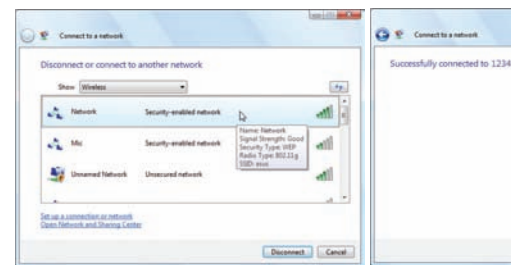 Connect to a network
Disconnect or connect to another network
Show Wireless
Network Security-enabled network
Name: Network
Signal Strength: Good
Security Type: WEP
Radio Type: 802.11g
SSID: asus
Mic Security-enabled network
Unnamed Network Unsecured network
Set up a connection or network
Open Network and Sharing Center
Disconnect Cancel
Connect to a network
Successfully connected to 1234